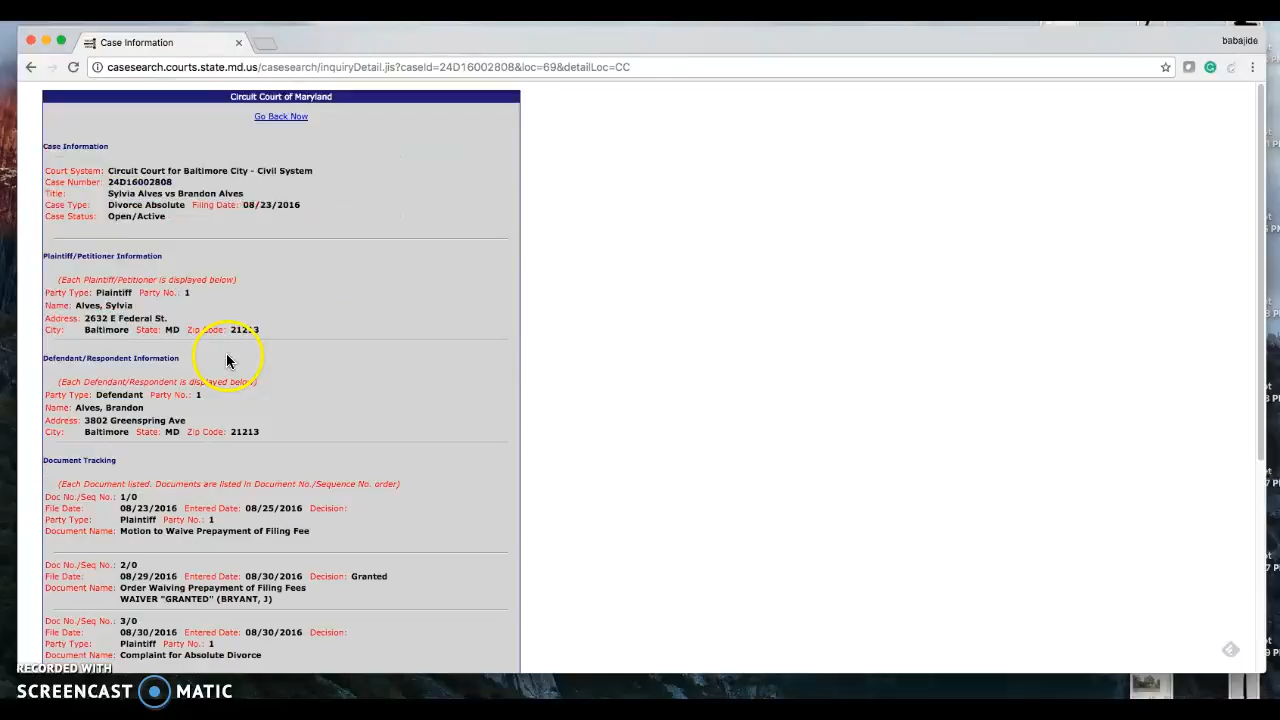 Case Information
babajide
casesearch.courts.state.md.us/casesearch/inquiryDetail.jis?caseId=24D16002808&loc=69&detailLoc=CC
Circuit Court of Maryland
Go Back Now
Case Information
Court System: Circuit Court for Baltimore City - Civil System
Case Number: 24D16002808
Title: Sylvia Alves vs Brandon Alves
Case Type: Divorce Absolute Filing Date: 08/23/2016
Case Status: Open/Active
Plaintiff/Petitioner Information
(Each Plaintiff/Petitioner is displayed below)
Party Type: Plaintiff Party No.: 1
Name: Alves, Sylvia
Address: 2632 E Federal St.
City: Baltimore State: MD Zip Code: 21213
Defendant/Respondent Information
(Each Defendant/Respondent is displayed below)
Party Type: Defendant Party No.: 1
Name: Alves, Brandon
Address: 3802 Greenspring Ave
City: Baltimore State: MD Zip Code: 21213
Document Tracking
(Each Document listed. Documents are listed in Document No./Sequence No. order)
Doc No./Seq No.: 1/0
File Date: 08/23/2016 Entered Date: 08/25/2016 Decision:
Party Type: Plaintiff Party No.: 1
Document Name: Motion to Waive Prepayment of Filing Fee
Doc No./Seq No.: 2/0
File Date: 08/29/2016 Entered Date: 08/30/2016 Decision: Granted
Document Name: Order Waiving Prepayment of Filing Fees
WAIVER "GRANTED" (BRYANT, J)
Doc No./Seq No.: 3/0
File Date: 08/30/2016 Entered Date: 08/30/2016 Decision:
Party Type: Plaintiff Party No.: 1
Document Name: Complaint for Absolute Divorce
RECORDED WITH
SCREENCAST MATIC